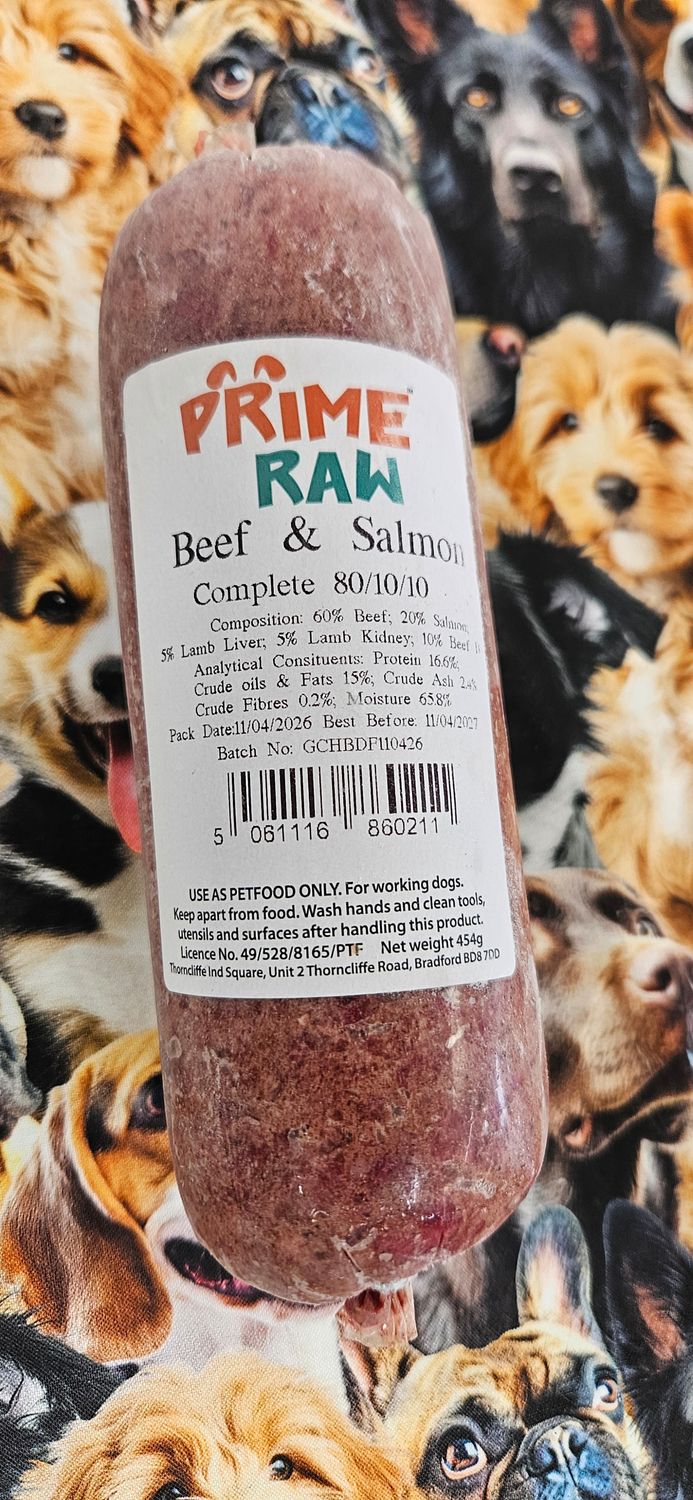 PRIME™
RAW
Beef & Salmon
Complete 80/10/10
Composition: 60% Beef; 20% Salmon;
5% Lamb Liver; 5% Lamb Kidney; 10% Beef
Analytical Consituents: Protein 16.6%;
Crude oils & Fats 15%; Crude Ash 2.4%
Crude Fibres 0.2%; Moisture 65.8%
Pack Date:11/04/2026 Best Before: 11/04/2027
Batch No: GCHBDF110426
5 061116 860211
USE AS PETFOOD ONLY. For working dogs.
Keep apart from food. Wash hands and clean tools,
utensils and surfaces after handling this product.
Licence No. 49/528/8165/PTF Net weight 454g
Thorncliffe Ind Square, Unit 2 Thorncliffe Road, Bradford BD8 7DD